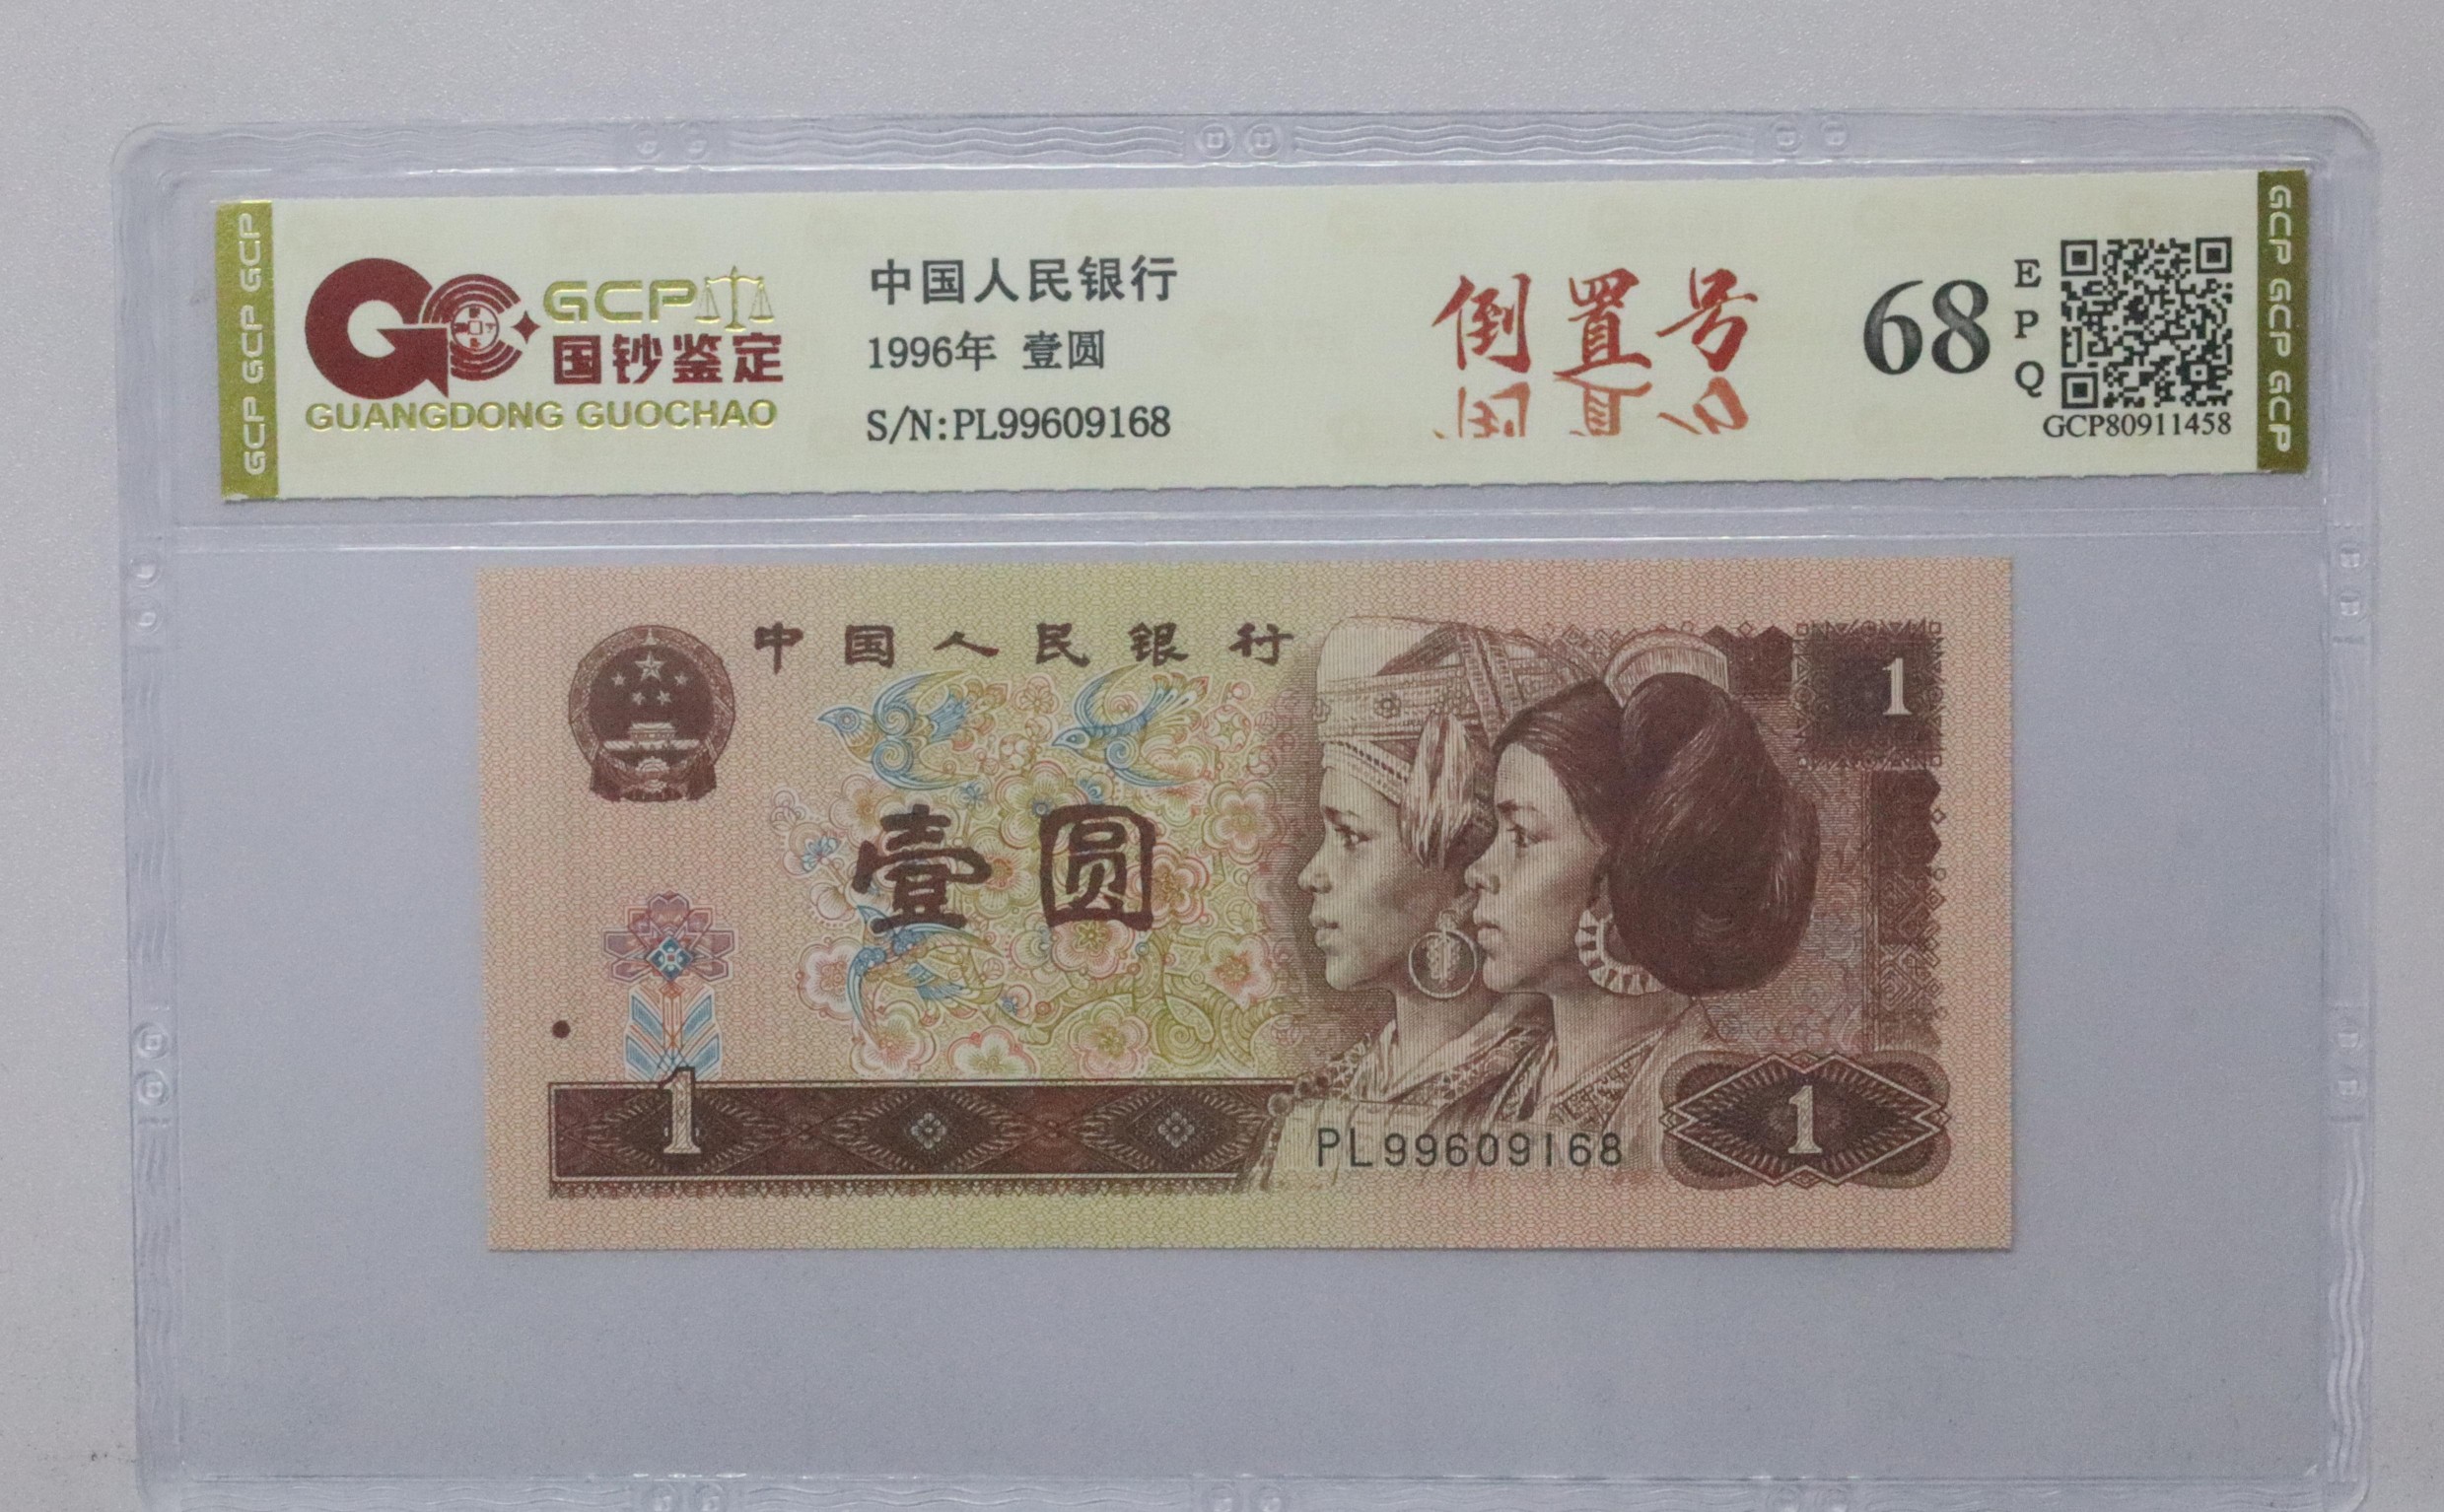 GCP GCP GCP
GCP
国钞鉴定
GUANGDONG GUOCHAO
中国人民银行
1996年 壹圆
S/N:PL99609168
倒置号
68
EPQ
GCP80911458
GCP GCP GCP
中国人民银行
1
壹圆
1
PL99609168
1